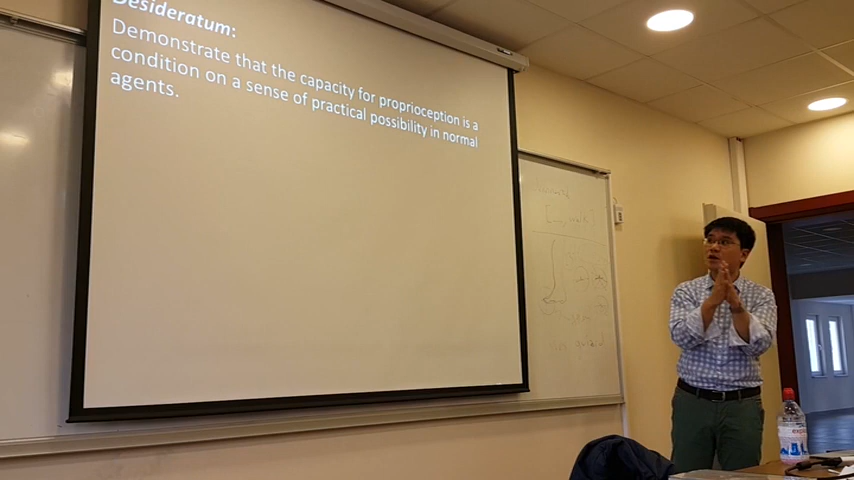 Desideratum:
Demonstrate that the capacity for proprioception is a
condition on a sense of practical possibility in normal
agents.